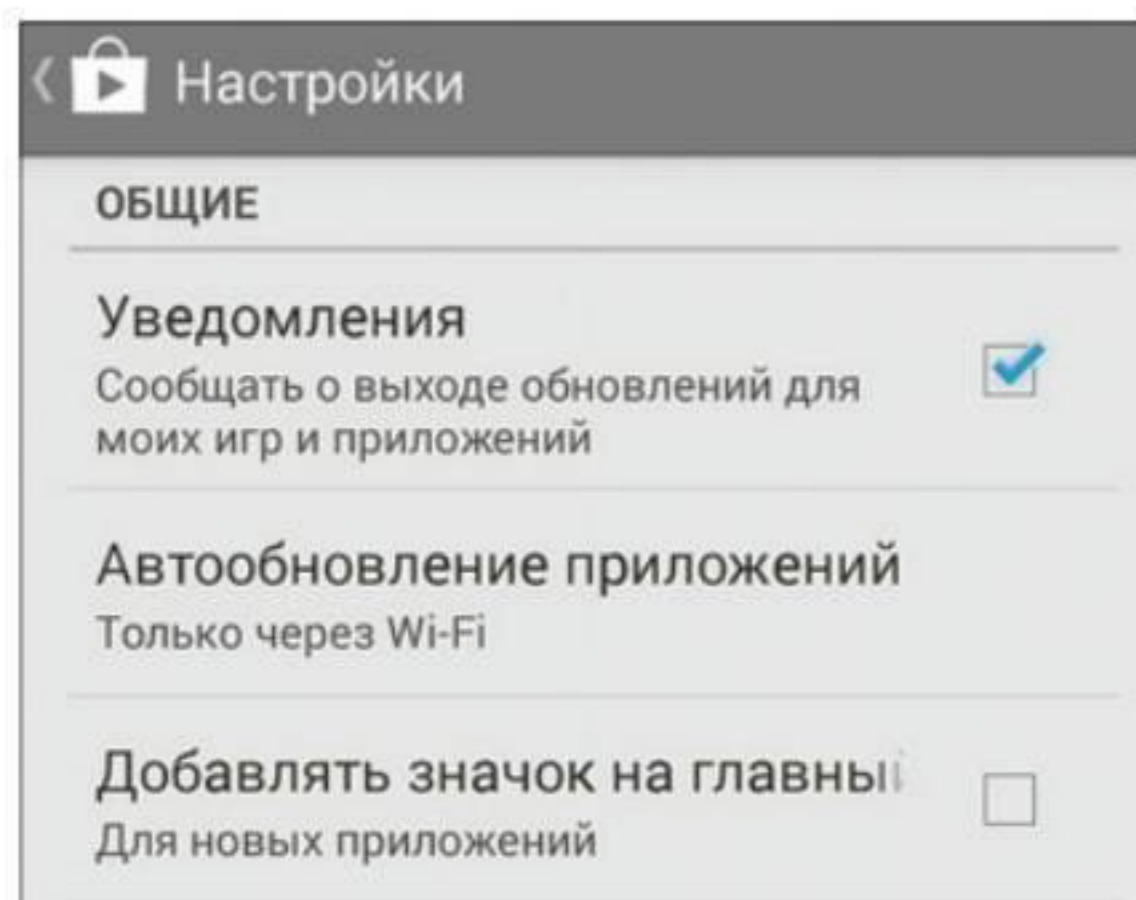 Настройки
ОБЩИЕ
Уведомления
Сообщать о выходе обновлений для
моих игр и приложений
Автообновление приложений
Только через Wi-Fi
Добавлять значок на главный
Для новых приложений